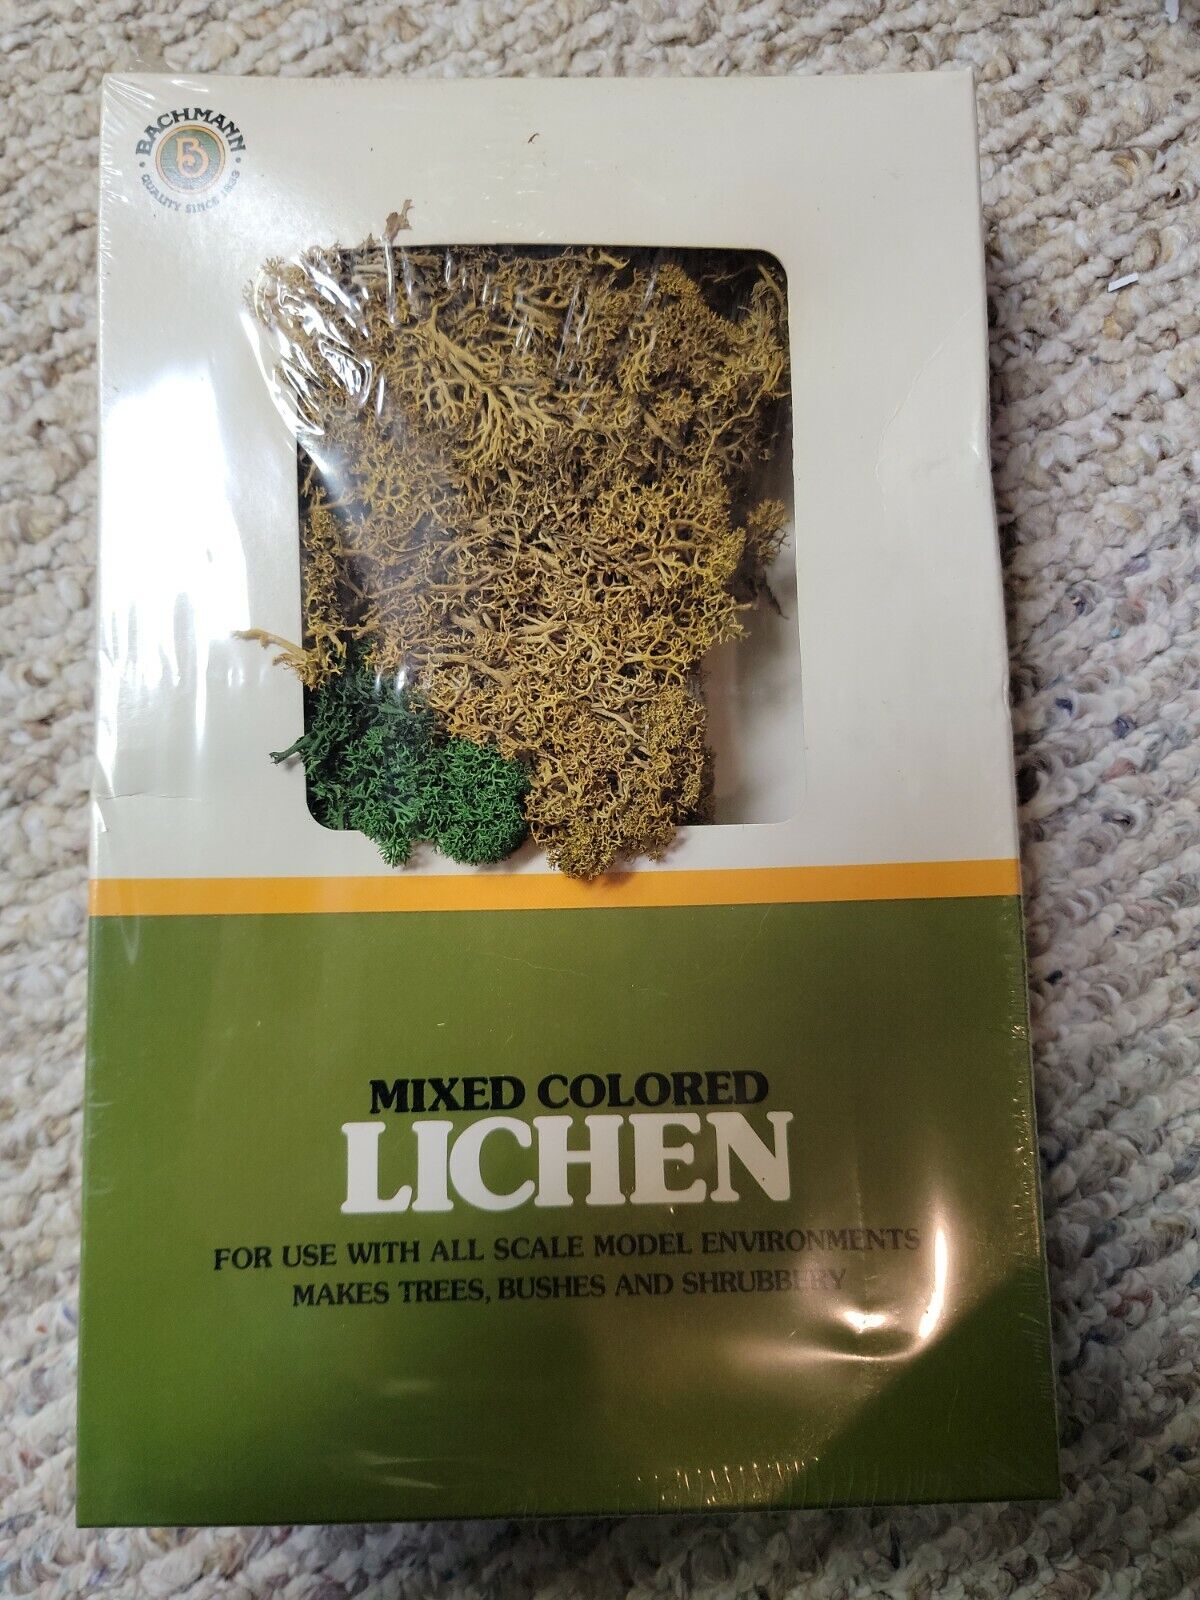 BACHMANN
B
• QUALITY SINCE 1833 •
MIXED COLORED
LICHEN
FOR USE WITH ALL SCALE MODEL ENVIRONMENTS
MAKES TREES, BUSHES AND SHRUBBERY